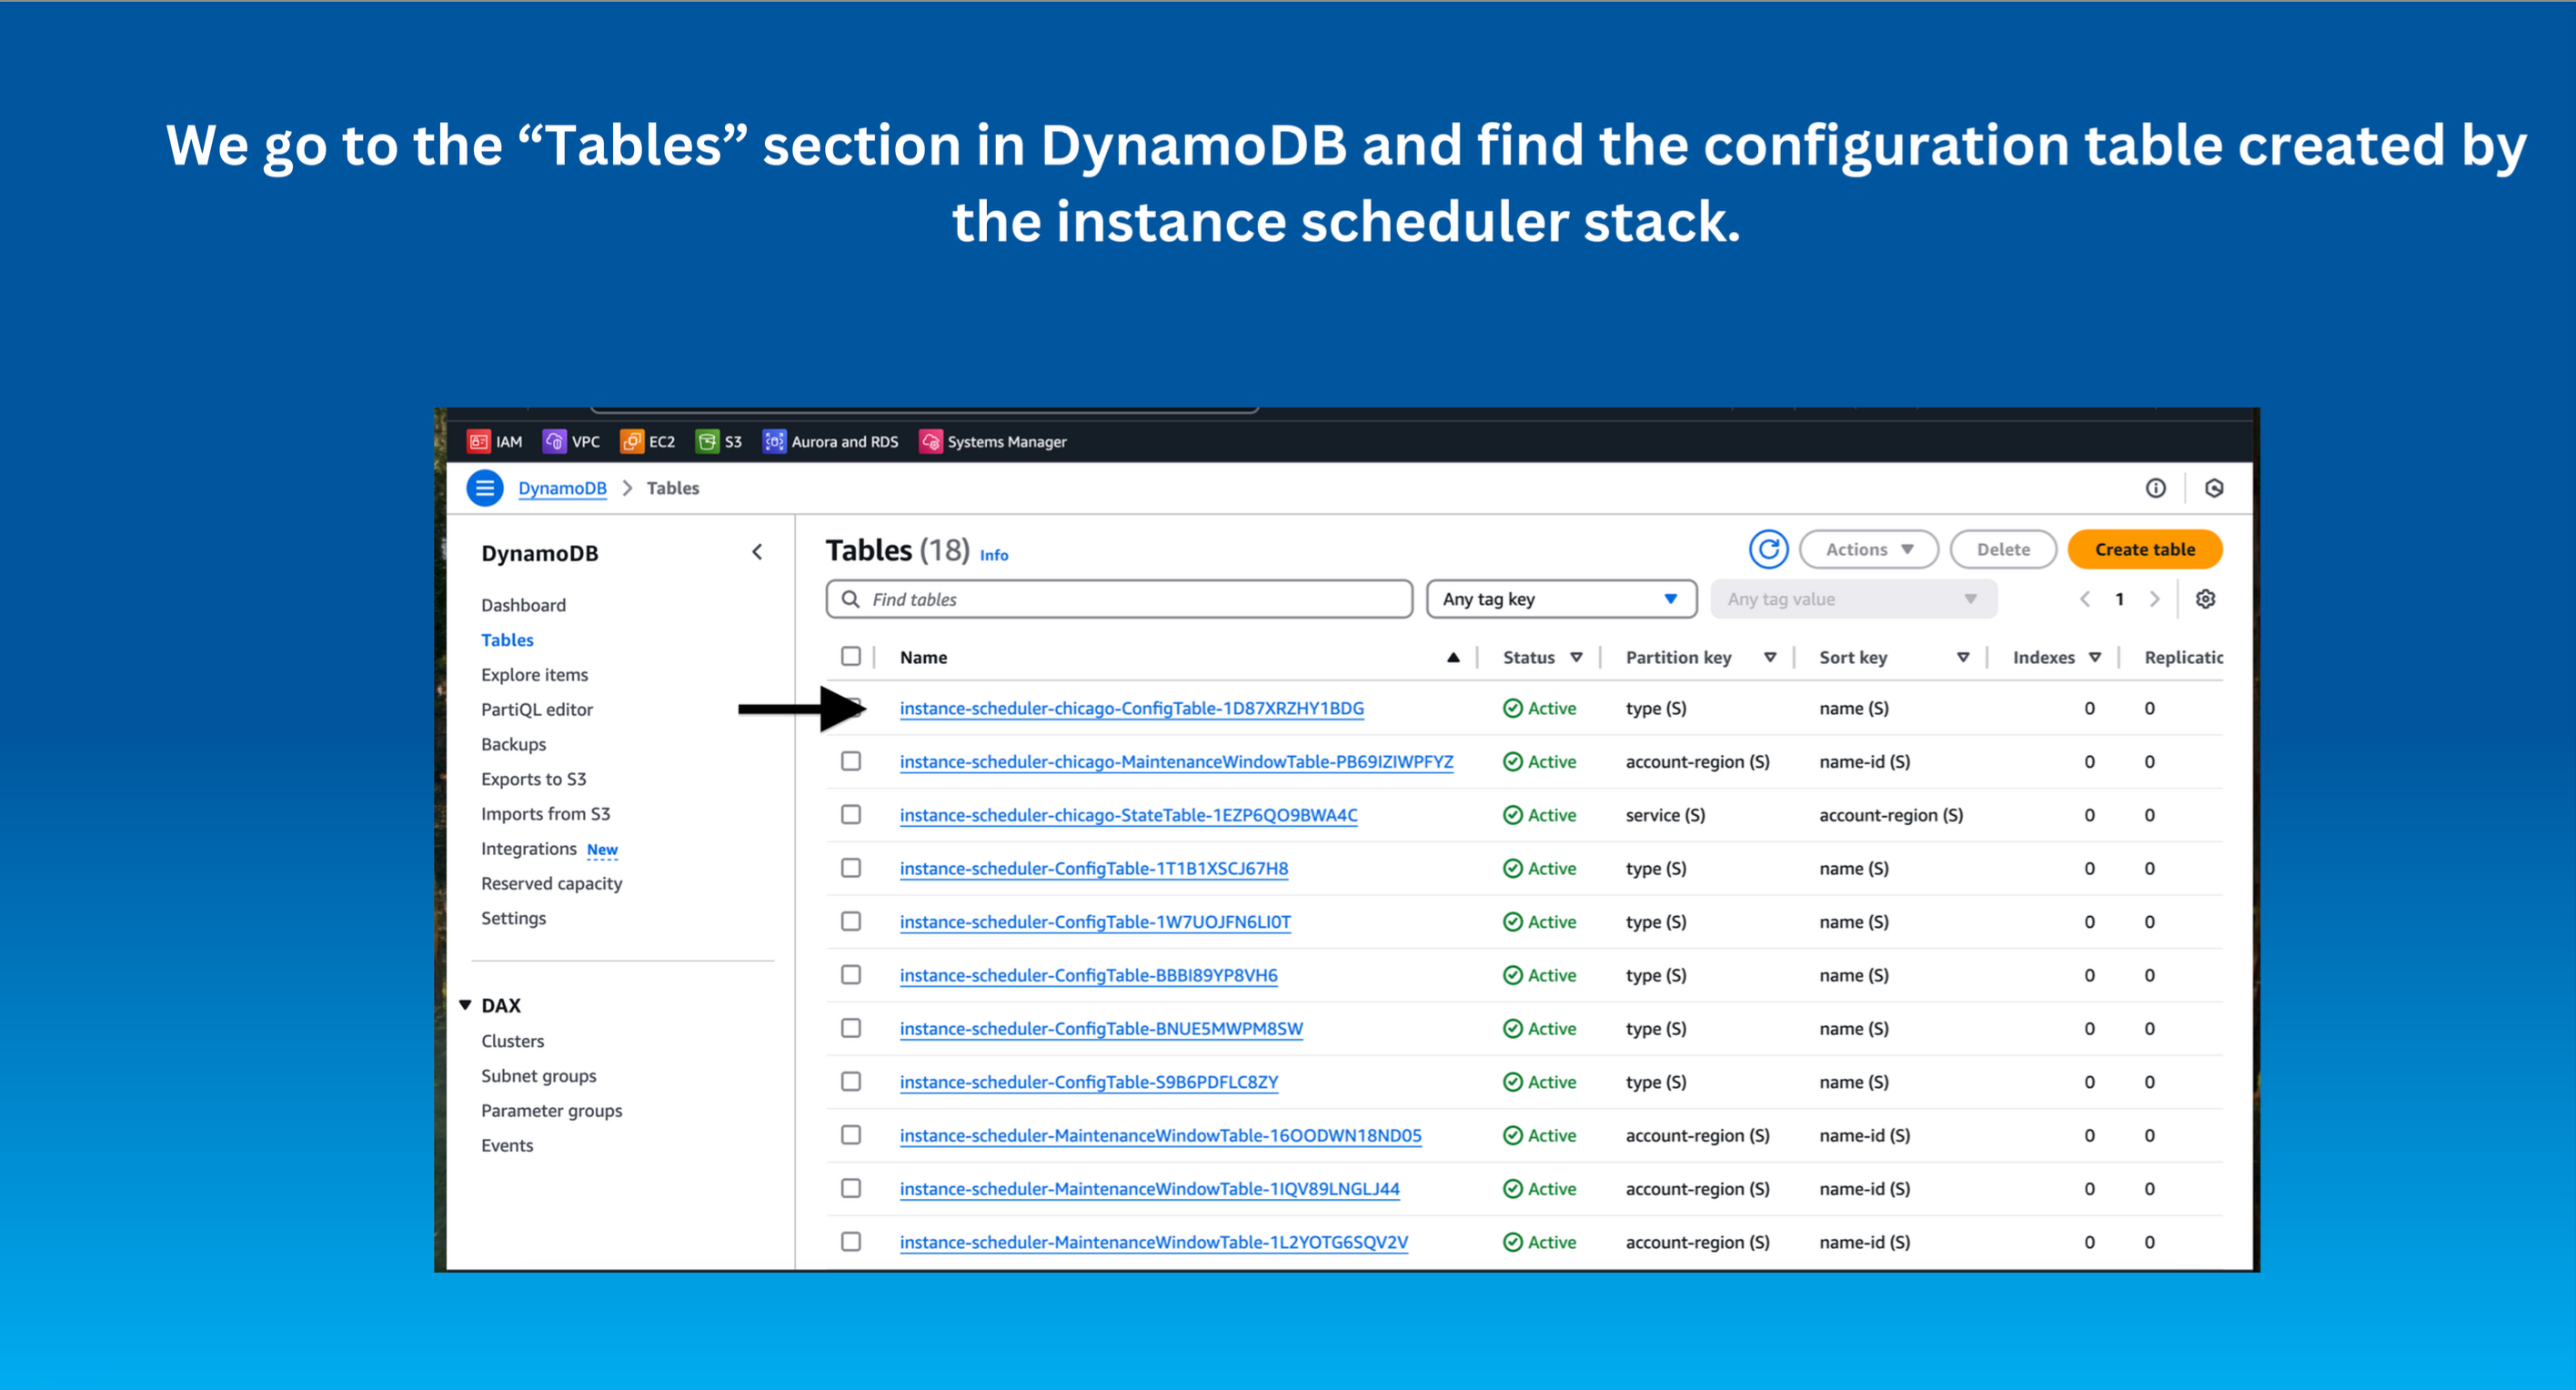 We go to the “Tables” section in DynamoDB and find the configuration table created by
the instance scheduler stack.
IAM VPC EC2 S3 Aurora and RDS Systems Manager
DynamoDB > Tables
DynamoDB
Dashboard
Tables
Explore items
PartiQL editor
Backups
Exports to S3
Imports from S3
Integrations New
Reserved capacity
Settings
DAX
Clusters
Subnet groups
Parameter groups
Events
Tables (18) Info
Actions Delete Create table
Find tables Any tag key Any tag value 1
Name Status Partition key Sort key Indexes Replicatic
instance-scheduler-chicago-ConfigTable-1D87XRZHY1BDG Active type (S) name (S) 0 0
instance-scheduler-chicago-MaintenanceWindowTable-PB69IZIWPFYZ Active account-region (S) name-id (S) 0 0
instance-scheduler-chicago-StateTable-1EZP6QO9BWA4C Active service (S) account-region (S) 0 0
instance-scheduler-ConfigTable-1T1B1XSCJ67H8 Active type (S) name (S) 0 0
instance-scheduler-ConfigTable-1W7UOJFN6LI0T Active type (S) name (S) 0 0
instance-scheduler-ConfigTable-BBBI89YP8VH6 Active type (S) name (S) 0 0
instance-scheduler-ConfigTable-BNUE5MWPM8SW Active type (S) name (S) 0 0
instance-scheduler-ConfigTable-S9B6PDFLC8ZY Active type (S) name (S) 0 0
instance-scheduler-MaintenanceWindowTable-16OODWN18ND05 Active account-region (S) name-id (S) 0 0
instance-scheduler-MaintenanceWindowTable-1IQV89LNGLJ44 Active account-region (S) name-id (S) 0 0
instance-scheduler-MaintenanceWindowTable-1L2YOTG6SQV2V Active account-region (S) name-id (S) 0 0